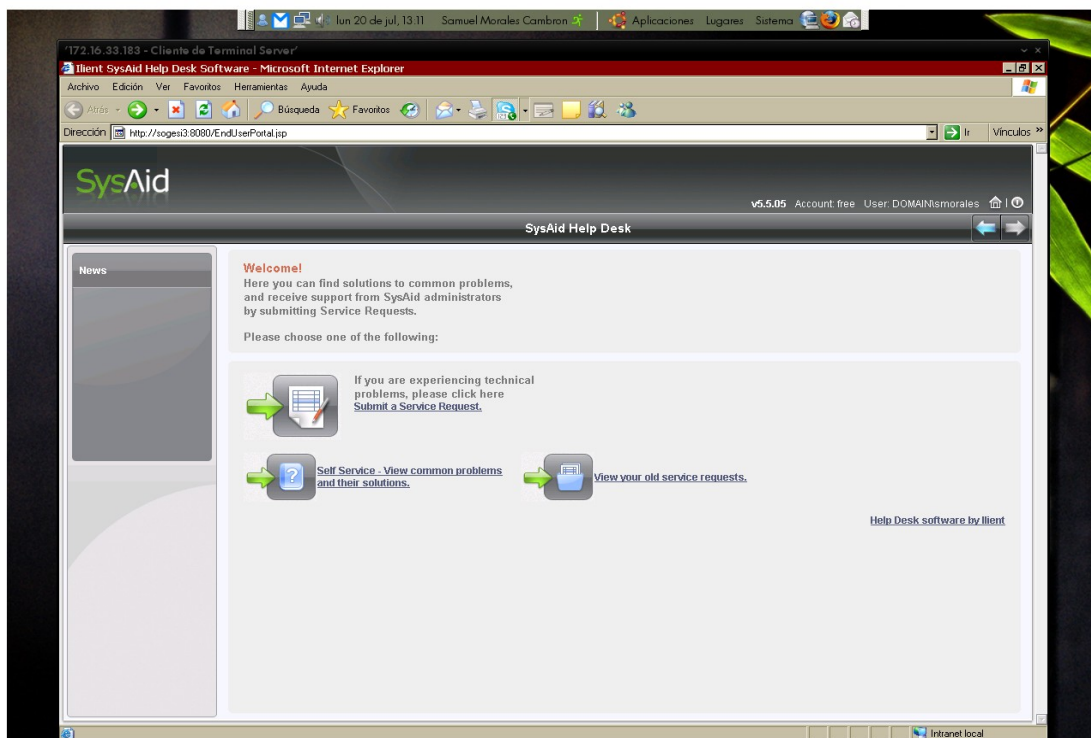 lun 20 de jul, 13:11 Samuel Morales Cambron Aplicaciones Lugares Sistema
'172.16.33.183 - Cliente de Terminal Server'
Ilient SysAid Help Desk Software - Microsoft Internet Explorer
Archivo Edición Ver Favoritos Herramientas Ayuda
Atrás Búsqueda Favoritos
Dirección http://sogesi3:8080/EndUserPortal.jsp Ir Vínculos »
SysAid
v5.5.05 Account: free User: DOMAIN\smorales
SysAid Help Desk
News
Welcome!
Here you can find solutions to common problems,
and receive support from SysAid administrators
by submitting Service Requests.
Please choose one of the following:
If you are experiencing technical
problems, please click here
Submit a Service Request.
Self Service - View common problems
and their solutions.
View your old service requests.
Help Desk software by Ilient
Intranet local